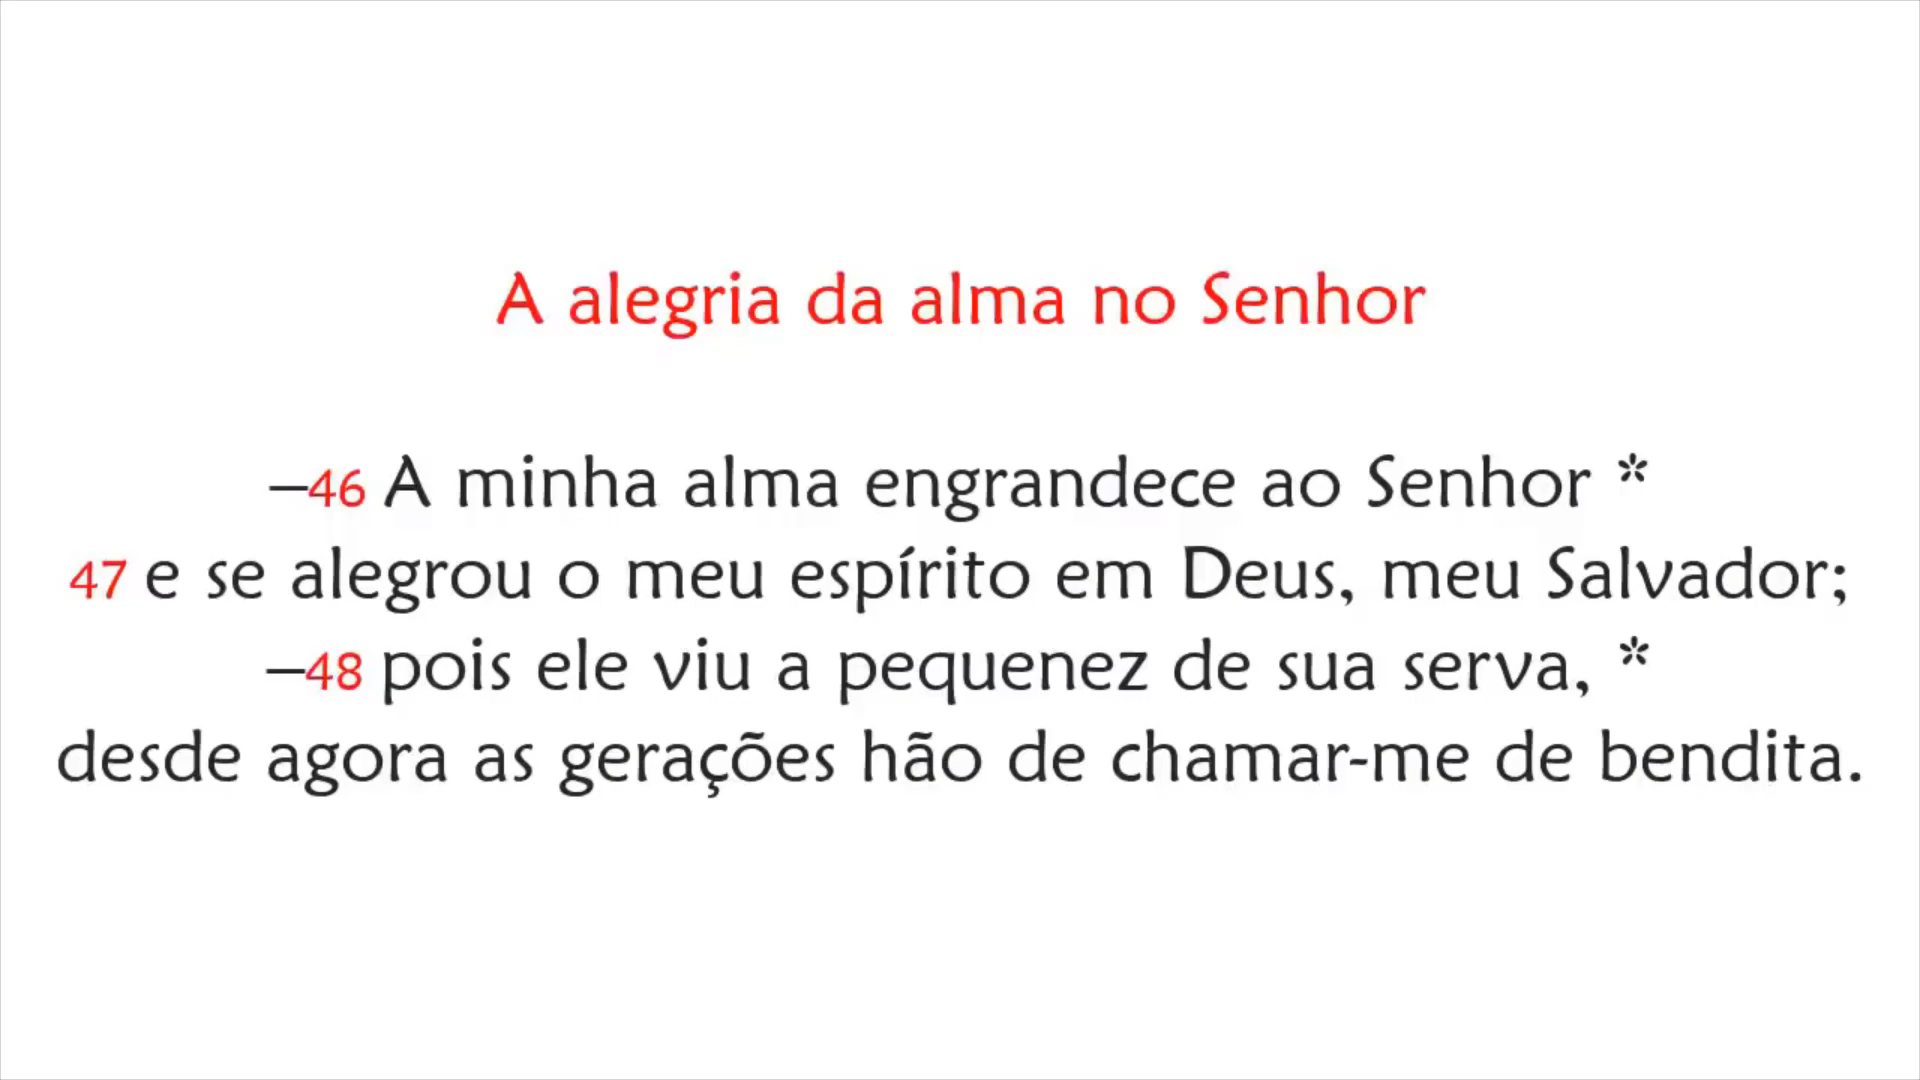 A alegria da alma no Senhor
–46 A minha alma engrandece ao Senhor *
47 e se alegrou o meu espírito em Deus, meu Salvador;
–48 pois ele viu a pequenez de sua serva, *
desde agora as gerações hão de chamar-me de bendita.